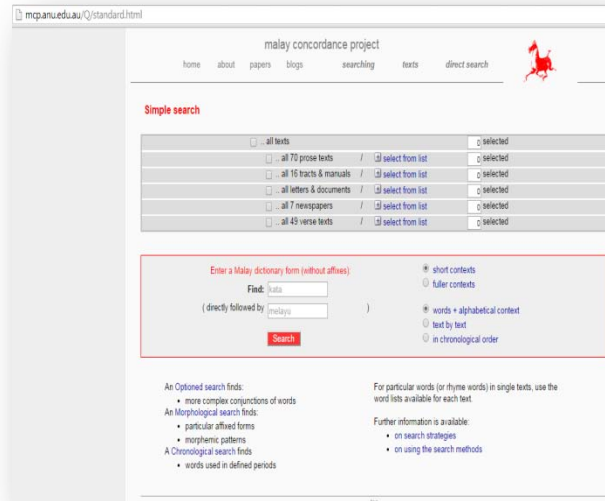 mcp.anu.edu.au/Q/standard.html
malay concordance project
home about papers blogs searching texts direct search
Simple search
.. all texts 0 selected
.. all 70 prose texts / select from list 0 selected
.. all 16 tracts & manuals / select from list 0 selected
.. all letters & documents / select from list 0 selected
.. all 7 newspapers / select from list 0 selected
.. all 49 verse texts / select from list 0 selected
Enter a Malay dictionary form (without affixes)
Find: kata
( directly followed by melayu )
Search
short contexts
fuller contexts
words + alphabetical context
text by text
in chronological order
An Optioned search finds:
• more complex conjunctions of words
An Morphological search finds:
• particular affixed forms
• morphemic patterns
A Chronological search finds
• words used in defined periods
For particular words (or rhyme words) in single texts, use the
word lists available for each text.
Further information is available:
• on search strategies
• on using the search methods